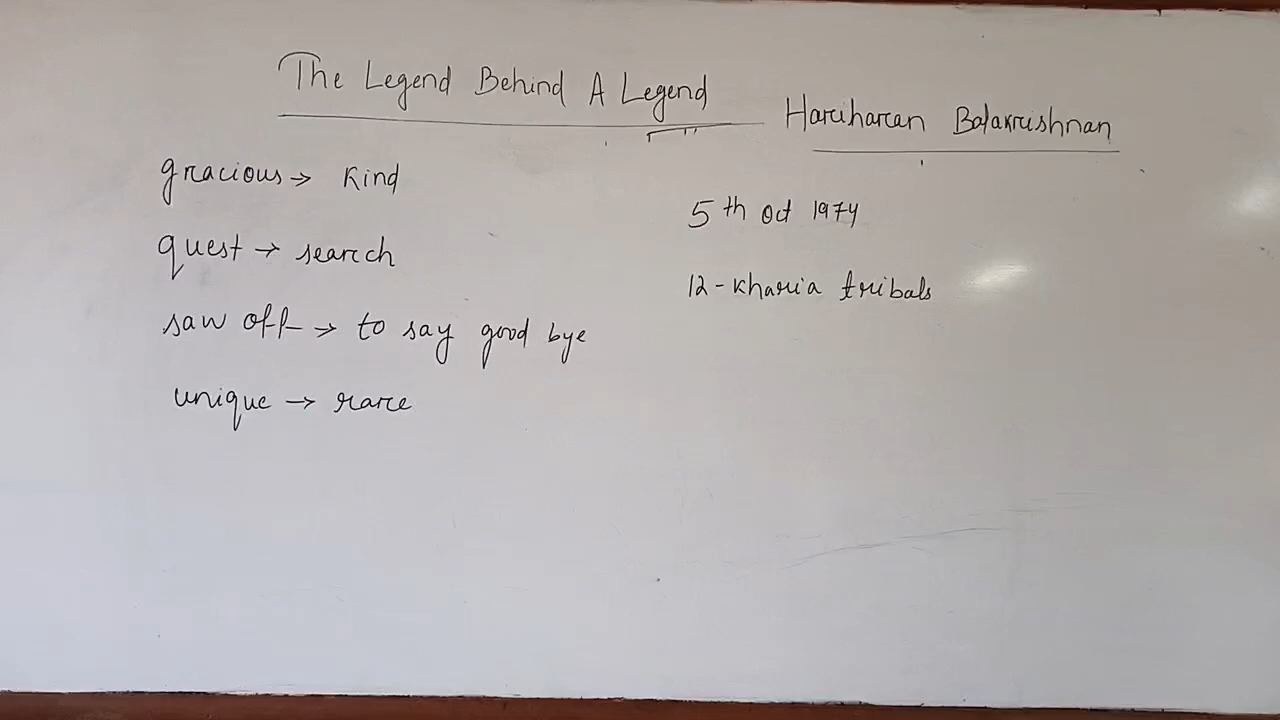 The Legend Behind A Legend
Hariharan Balakrishnan
gracious → kind
quest → search
saw off → to say good bye
unique → rare
5th Oct 1974
12 - kharia tribals